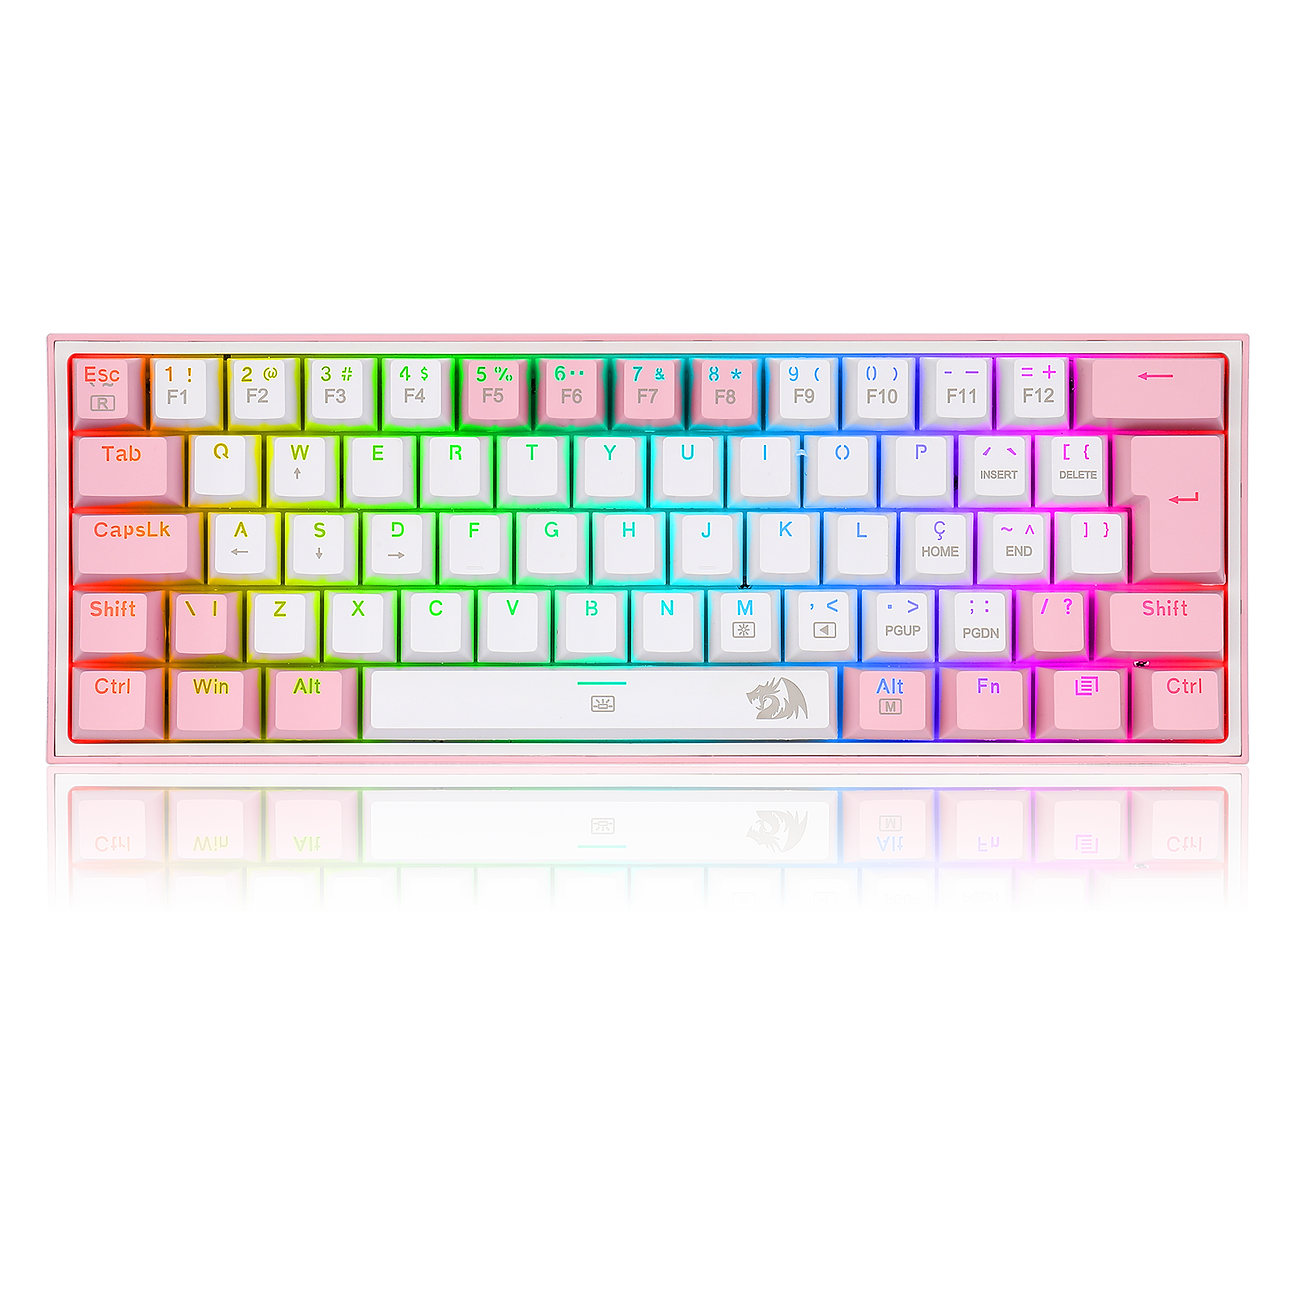 Esc 1 ! 2 @ 3 # 4 $ 5 % 6 ¨ 7 & 8 * 9 ( 0 ) - _ = + ←
` ~ R F1 F2 F3 F4 F5 F6 F7 F8 F9 F10 F11 F12
Tab Q W E R T Y U I O P ´ ` [ {
↑ INSERT DELETE ↵
CapsLk A S D F G H J K L Ç ~ ^ ] }
← ↓ → HOME END
Shift \ | Z X C V B N M , < . > ; : / ? Shift
PGUP PGDN
Ctrl Win Alt Alt Fn Ctrl
M